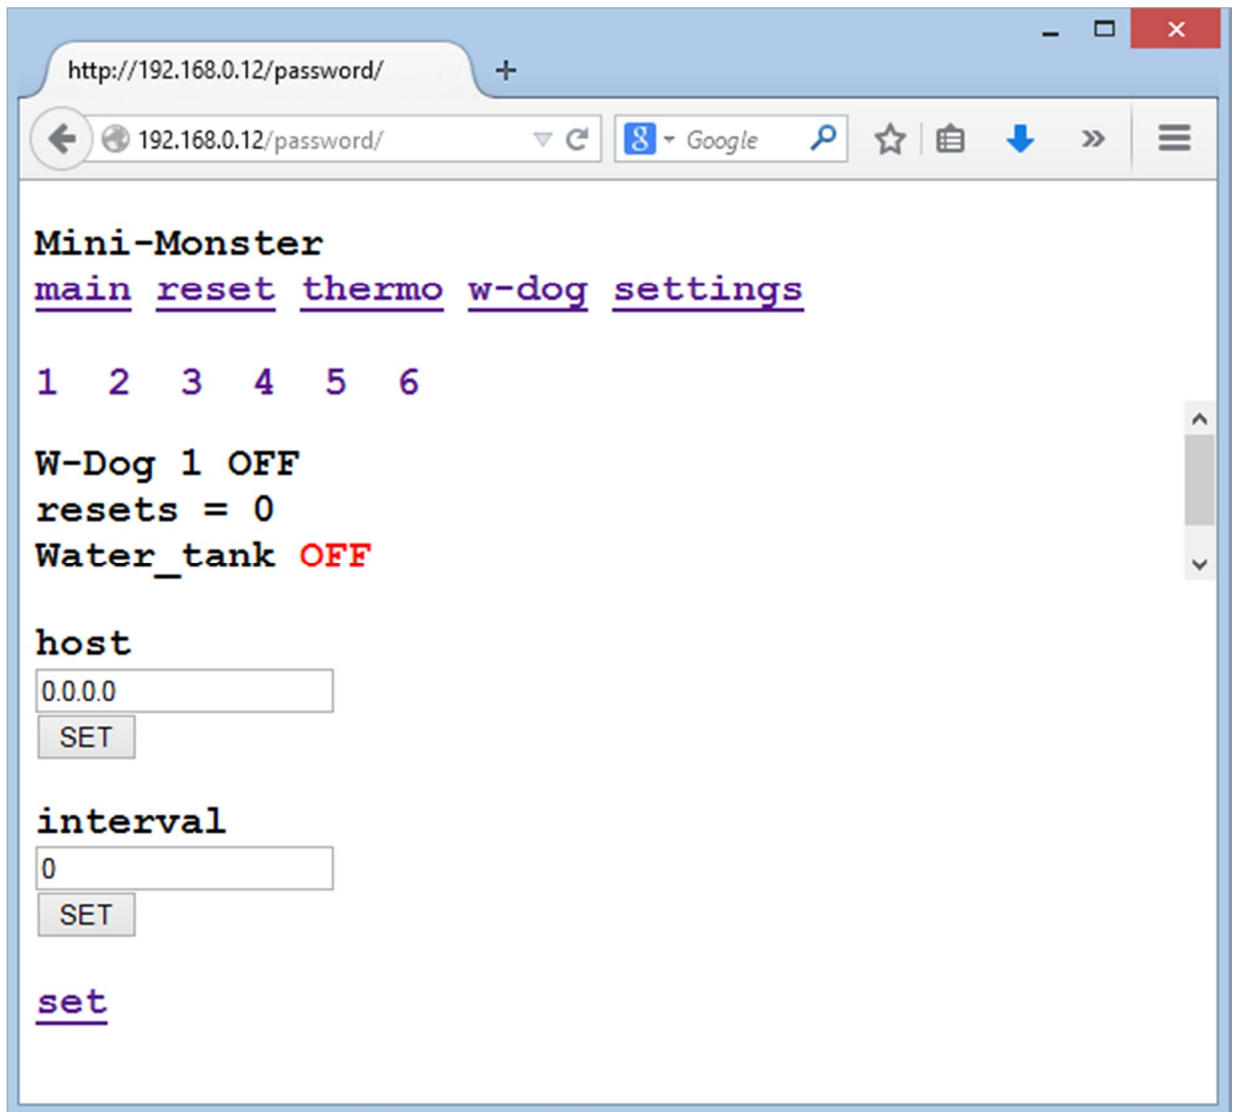 http://192.168.0.12/password/
192.168.0.12/password/ 8 Google
Mini-Monster
main reset thermo w-dog settings
1 2 3 4 5 6
W-Dog 1 OFF
resets = 0
Water_tank OFF
host
0.0.0.0
SET
interval
0
SET
set